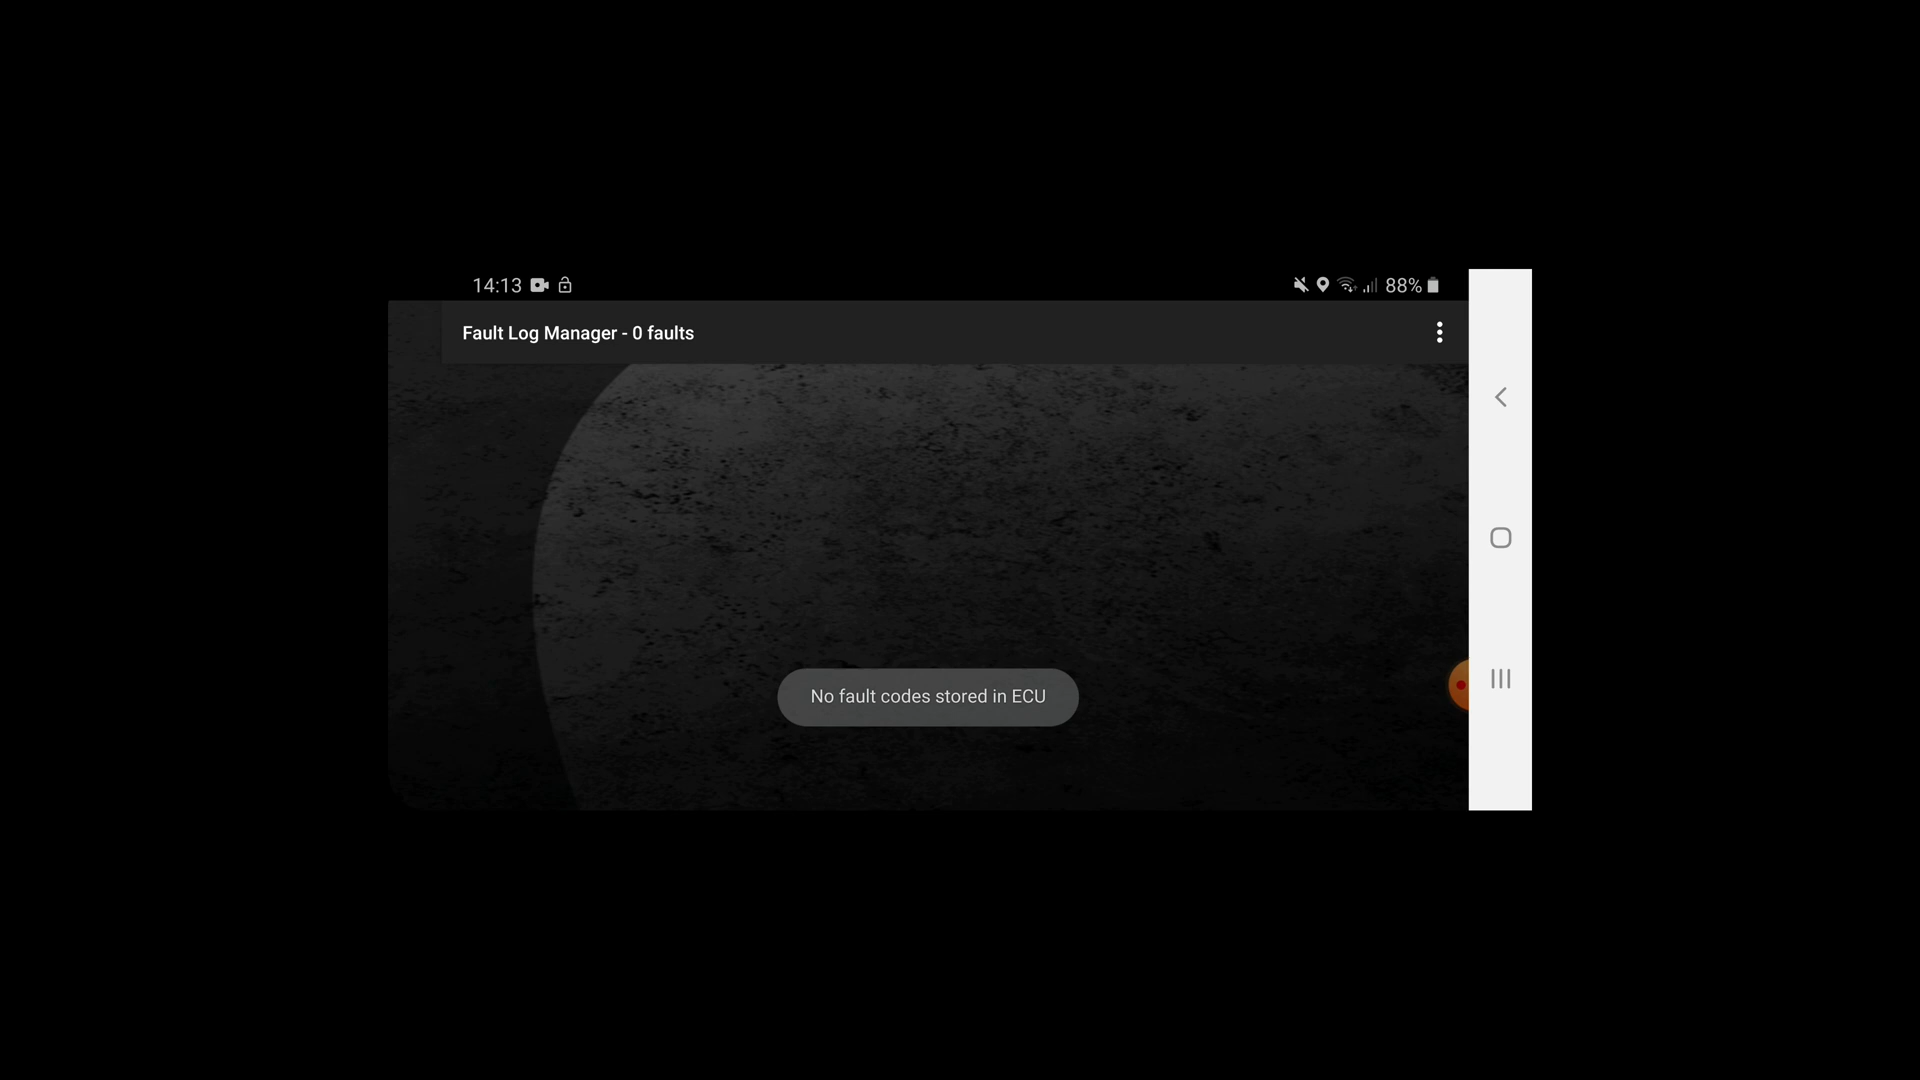 14:13
88%
Fault Log Manager - 0 faults
No fault codes stored in ECU